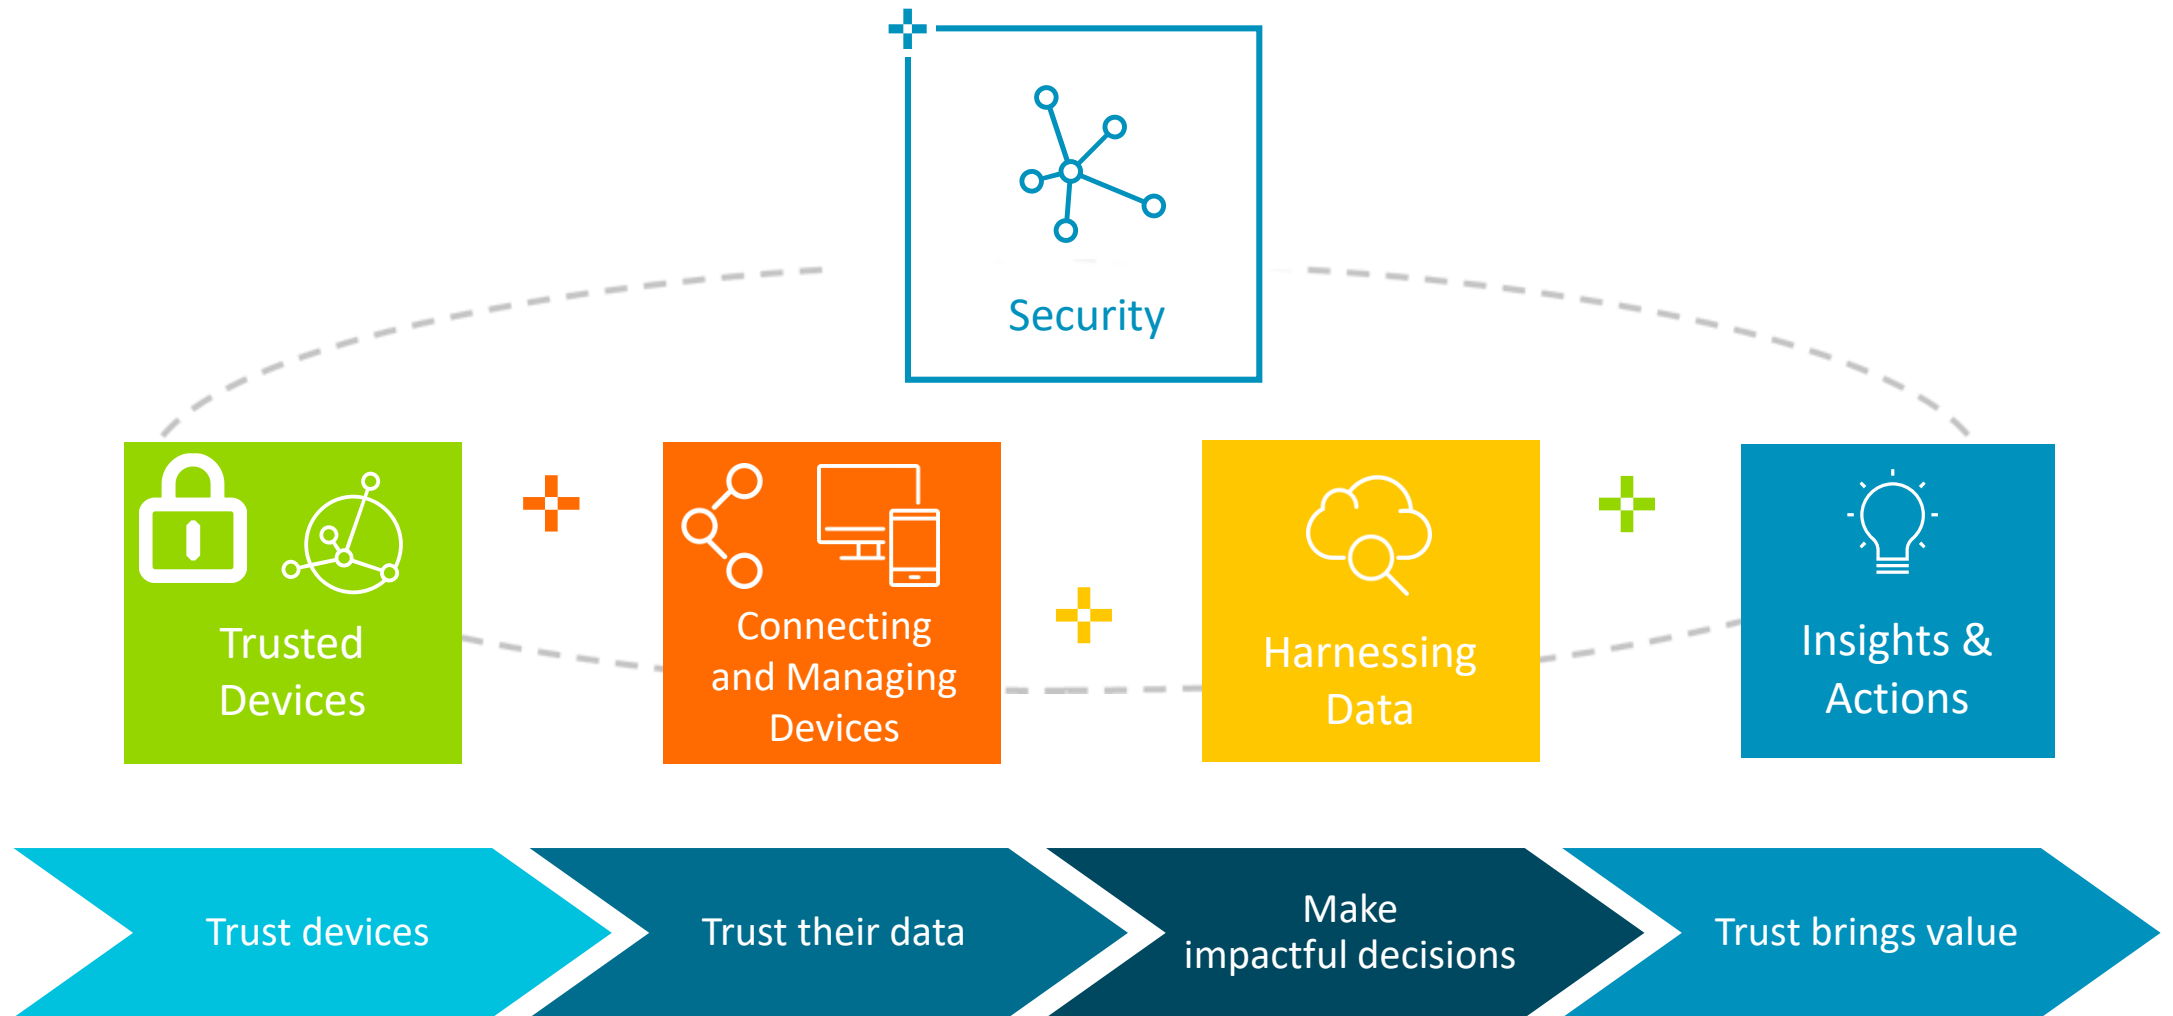 Security
Trusted
Devices
Connecting
and Managing
Devices
Harnessing
Data
Insights &
Actions
Trust devices
Trust their data
Make
impactful decisions
Trust brings value